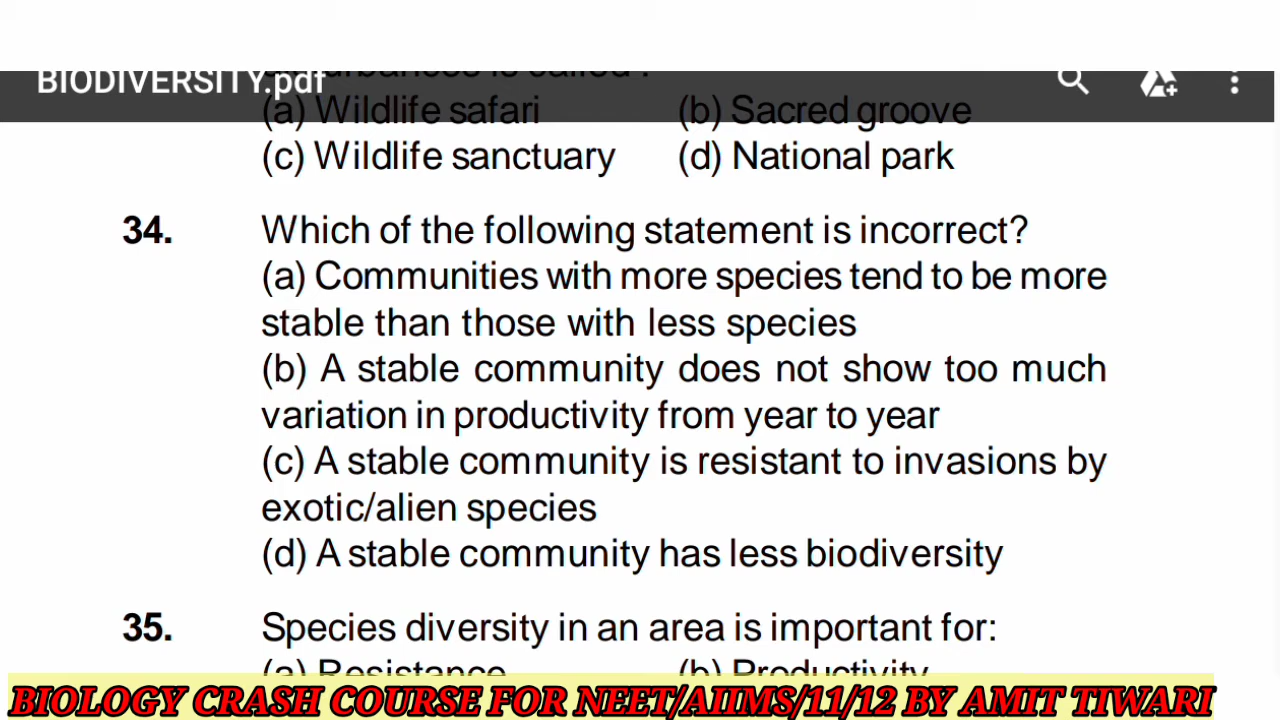 BIODIVERSITY.pdf
(a) Wildlife safari (b) Sacred groove
(c) Wildlife sanctuary (d) National park
34. Which of the following statement is incorrect?
(a) Communities with more species tend to be more
stable than those with less species
(b) A stable community does not show too much
variation in productivity from year to year
(c) A stable community is resistant to invasions by
exotic/alien species
(d) A stable community has less biodiversity
35. Species diversity in an area is important for:
(a) Resistance (b) Productivity
BIOLOGY CRASH COURSE FOR NEET/AIIMS/11/12 BY AMIT TIWARI